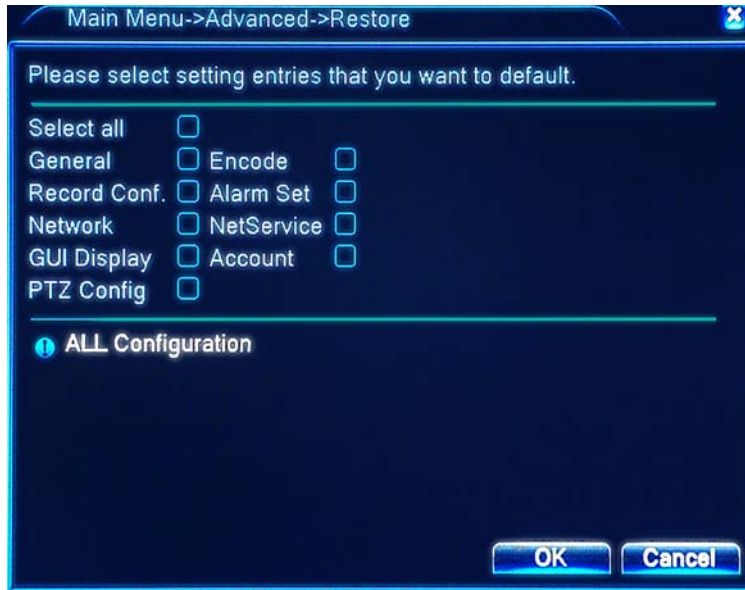 Main Menu->Advanced->Restore
Please select setting entries that you want to default.
Select all
General Encode
Record Conf. Alarm Set
Network NetService
GUI Display Account
PTZ Config
ALL Configuration
OK Cancel